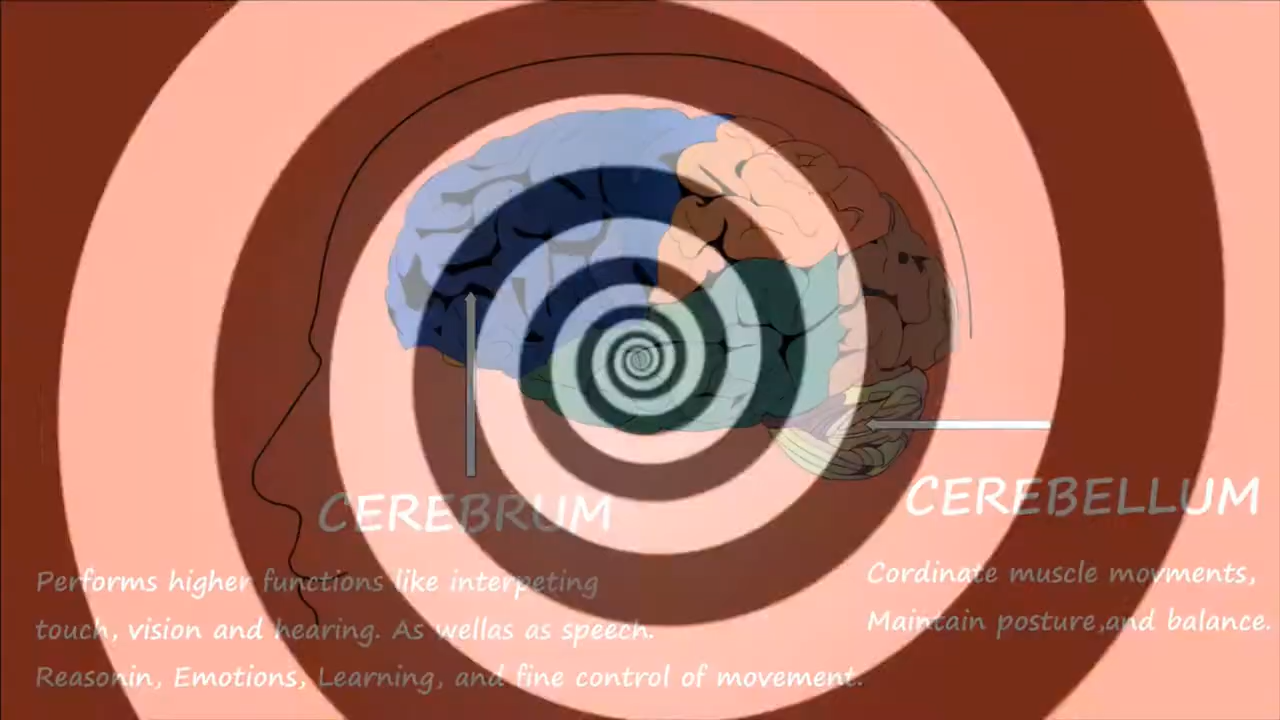 CEREBRUM
Performs higher functions like interpeting
touch, vision and hearing. As wellas as speech.
Reasonin, Emotions, Learning, and fine control of movement.
CEREBELLUM
Cordinate muscle movments,
Maintain posture,and balance.